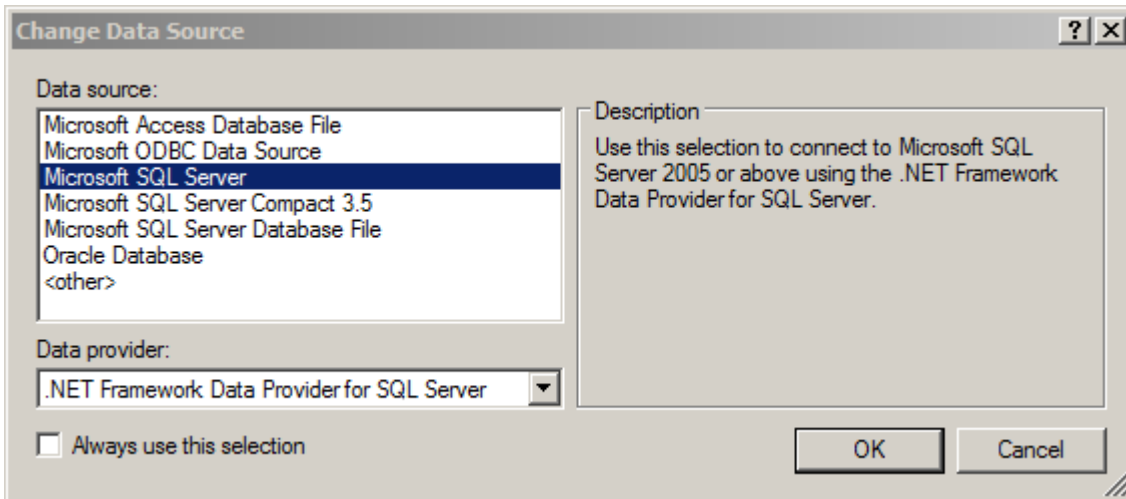 Change Data Source
?
Data source:
Microsoft Access Database File
Microsoft ODBC Data Source
Microsoft SQL Server
Microsoft SQL Server Compact 3.5
Microsoft SQL Server Database File
Oracle Database
<other>
Description
Use this selection to connect to Microsoft SQL
Server 2005 or above using the .NET Framework
Data Provider for SQL Server.
Data provider:
.NET Framework Data Provider for SQL Server
Always use this selection
OK
Cancel